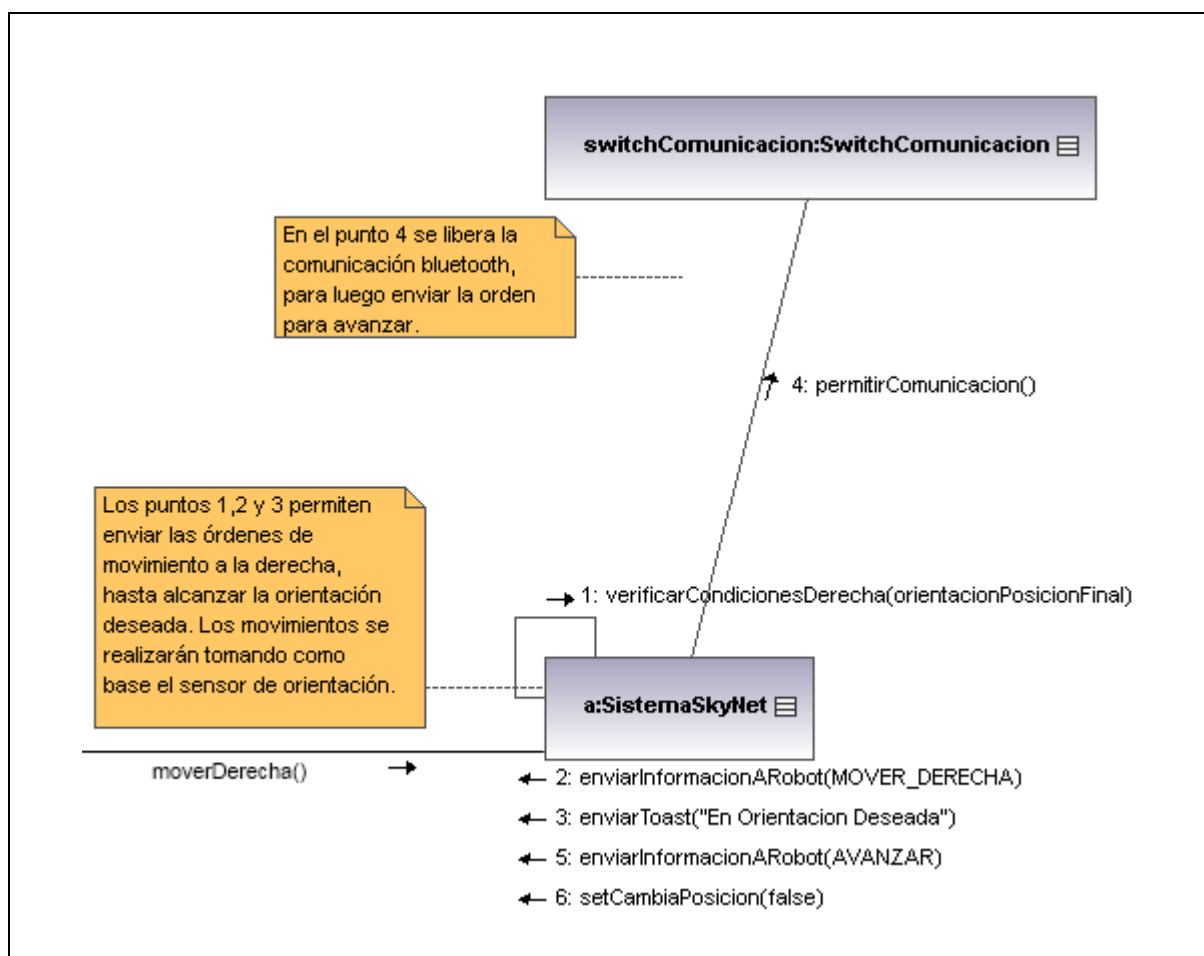 switchComunicacion:SwitchComunicacion
En el punto 4 se libera la
comunicación bluetooth,
para luego enviar la orden
para avanzar.
4: permitirComunicacion()
Los puntos 1,2 y 3 permiten
enviar las órdenes de
movimiento a la derecha,
hasta alcanzar la orientación
deseada. Los movimientos se
realizarán tomando como
base el sensor de orientación.
1: verificarCondicionesDerecha(orientacionPosicionFinal)
a:SistemaSkyNet
moverDerecha()
2: enviarInformacionARobot(MOVER_DERECHA)
3: enviarToast("En Orientacion Deseada")
5: enviarInformacionARobot(AVANZAR)
6: setCambiaPosicion(false)